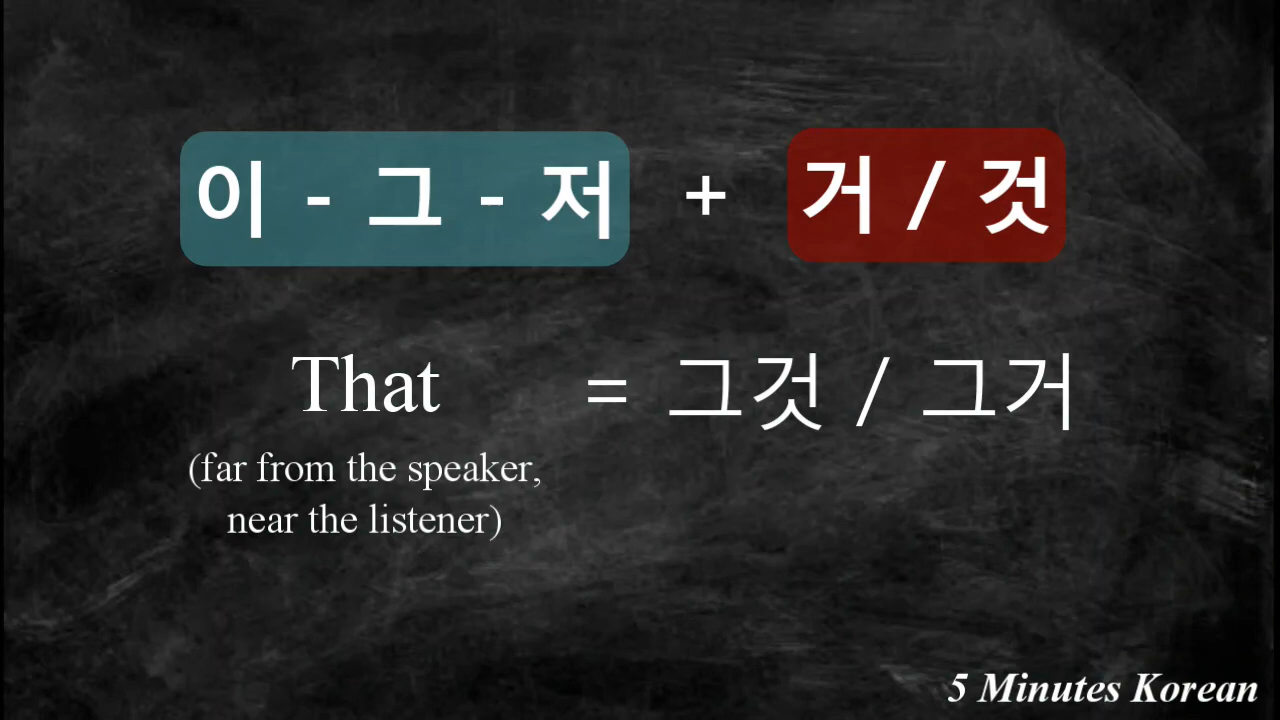 이 - 그 - 저 + 거 / 것
That = 그것 / 그거
(far from the speaker,
near the listener)
5 Minutes Korean